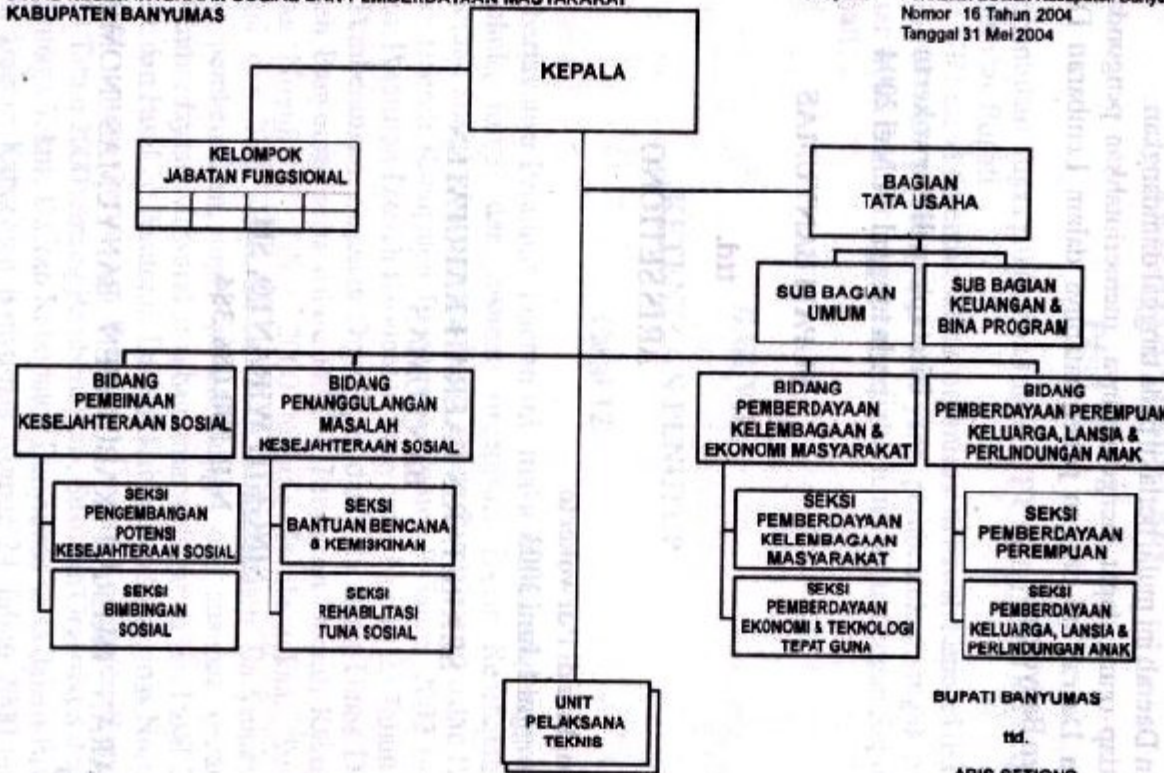 KABUPATEN BANYUMAS
Nomor 16 Tahun 2004
Tanggal 31 Mei 2004
KEPALA
KELOMPOK
JABATAN FUNGSIONAL
BAGIAN
TATA USAHA
SUB BAGIAN
UMUM
SUB BAGIAN
KEUANGAN &
BINA PROGRAM
BIDANG
PEMBINAAN
KESEJAHTERAAN SOSIAL
BIDANG
PENANGGULANGAN
MASALAH
KESEJAHTERAAN SOSIAL
BIDANG
PEMBERDAYAAN
KELEMBAGAAN &
EKONOMI MASYARAKAT
BIDANG
PEMBERDAYAAN PEREMPUAN
KELUARGA, LANSIA &
PERLINDUNGAN ANAK
SEKSI
PENGEMBANGAN
POTENSI
KESEJAHTERAAN SOSIAL
SEKSI
BIMBINGAN
SOSIAL
SEKSI
BANTUAN BENCANA
& KEMISKINAN
SEKSI
REHABILITASI
TUNA SOSIAL
SEKSI
PEMBERDAYAAN
KELEMBAGAAN
MASYARAKAT
SEKSI
PEMBERDAYAAN
EKONOMI & TEKNOLOGI
TEPAT GUNA
SEKSI
PEMBERDAYAAN
PEREMPUAN
SEKSI
PEMBERDAYAAN
KELUARGA, LANSIA &
PERLINDUNGAN ANAK
UNIT
PELAKSANA
TEKNIS
BUPATI BANYUMAS
ttd.